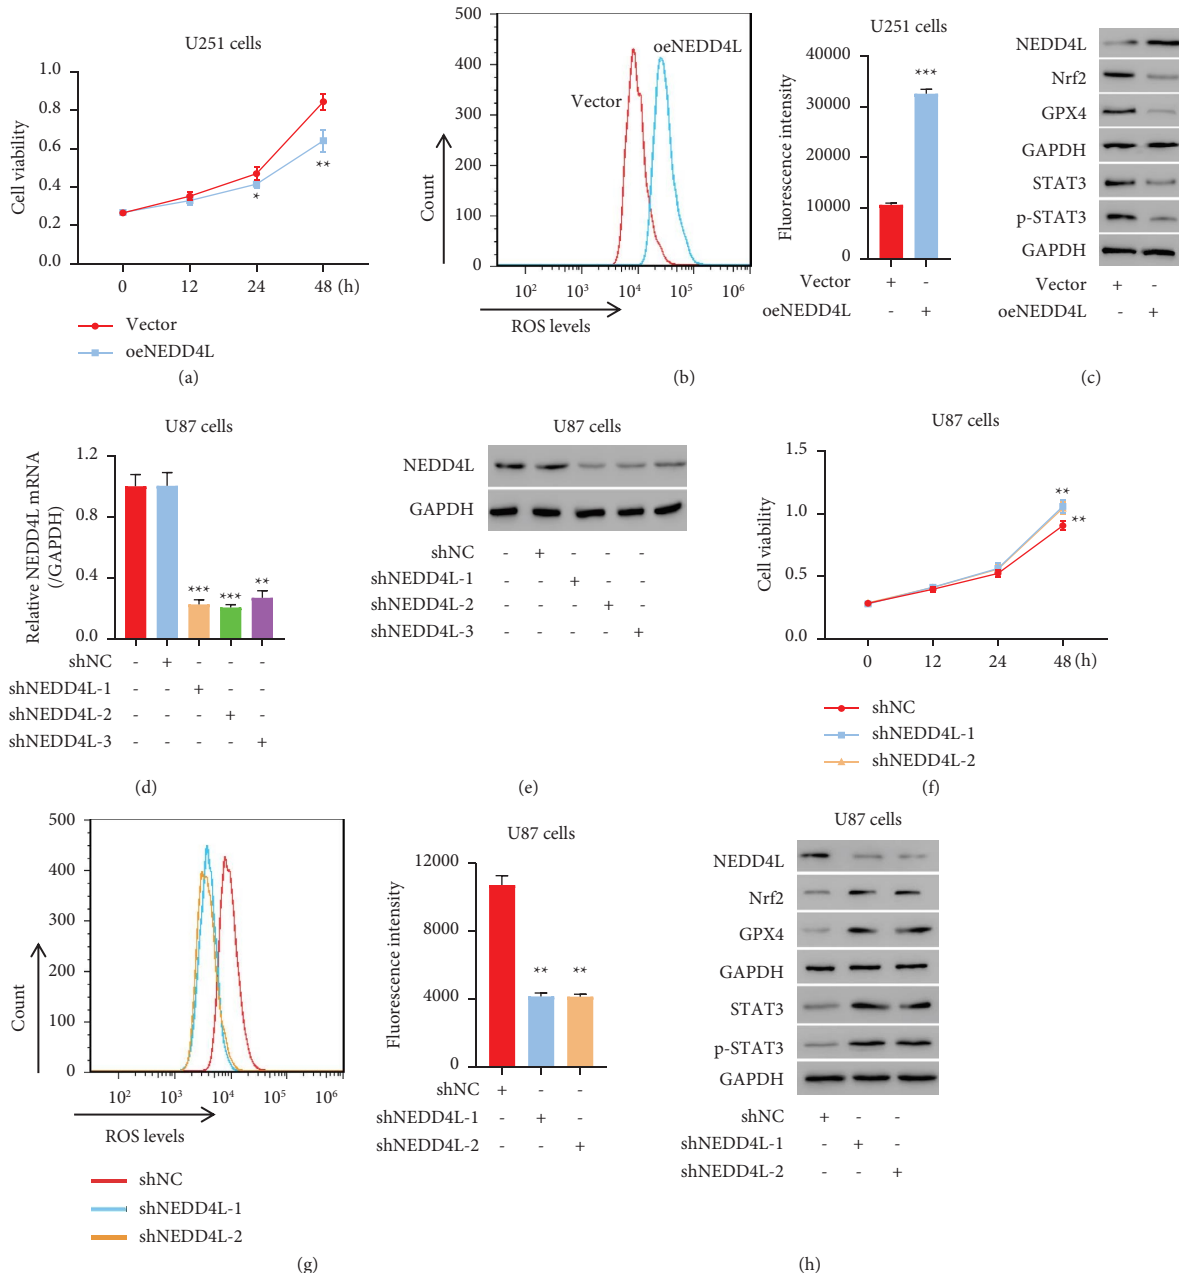 U251 cells
Cell viability
1.0
0.8
0.6
0.4
0.2
0.0
*
**
0 12 24 48 (h)
Vector
oeNEDD4L
(a)
500
400
300
200
100
0
Count
Vector
oeNEDD4L
10² 10³ 10⁴ 10⁵ 10⁶
ROS levels
U251 cells
Fluorescence intensity
40000
30000
20000
10000
0
***
Vector + -
oeNEDD4L - +
(b)
NEDD4L
Nrf2
GPX4
GAPDH
STAT3
p-STAT3
GAPDH
Vector + -
oeNEDD4L - +
(c)
U87 cells
Relative NEDD4L mRNA
(/GAPDH)
1.2
0.8
0.4
0.0
*** *** **
shNC - + - - -
shNEDD4L-1 - - + - -
shNEDD4L-2 - - - + -
shNEDD4L-3 - - - - +
(d)
U87 cells
NEDD4L
GAPDH
shNC - + - - -
shNEDD4L-1 - - + - -
shNEDD4L-2 - - - + -
shNEDD4L-3 - - - - +
(e)
U87 cells
Cell viability
1.5
1.0
0.5
0.0
**
**
0 12 24 48 (h)
shNC
shNEDD4L-1
shNEDD4L-2
(f)
500
400
300
200
100
0
Count
10² 10³ 10⁴ 10⁵ 10⁶
ROS levels
shNC
shNEDD4L-1
shNEDD4L-2
U87 cells
Fluorescence intensity
12000
8000
4000
0
** **
shNC + - -
shNEDD4L-1 - + -
shNEDD4L-2 - - +
(g)
U87 cells
NEDD4L
Nrf2
GPX4
GAPDH
STAT3
p-STAT3
GAPDH
shNC + - -
shNEDD4L-1 - + -
shNEDD4L-2 - - +
(h)